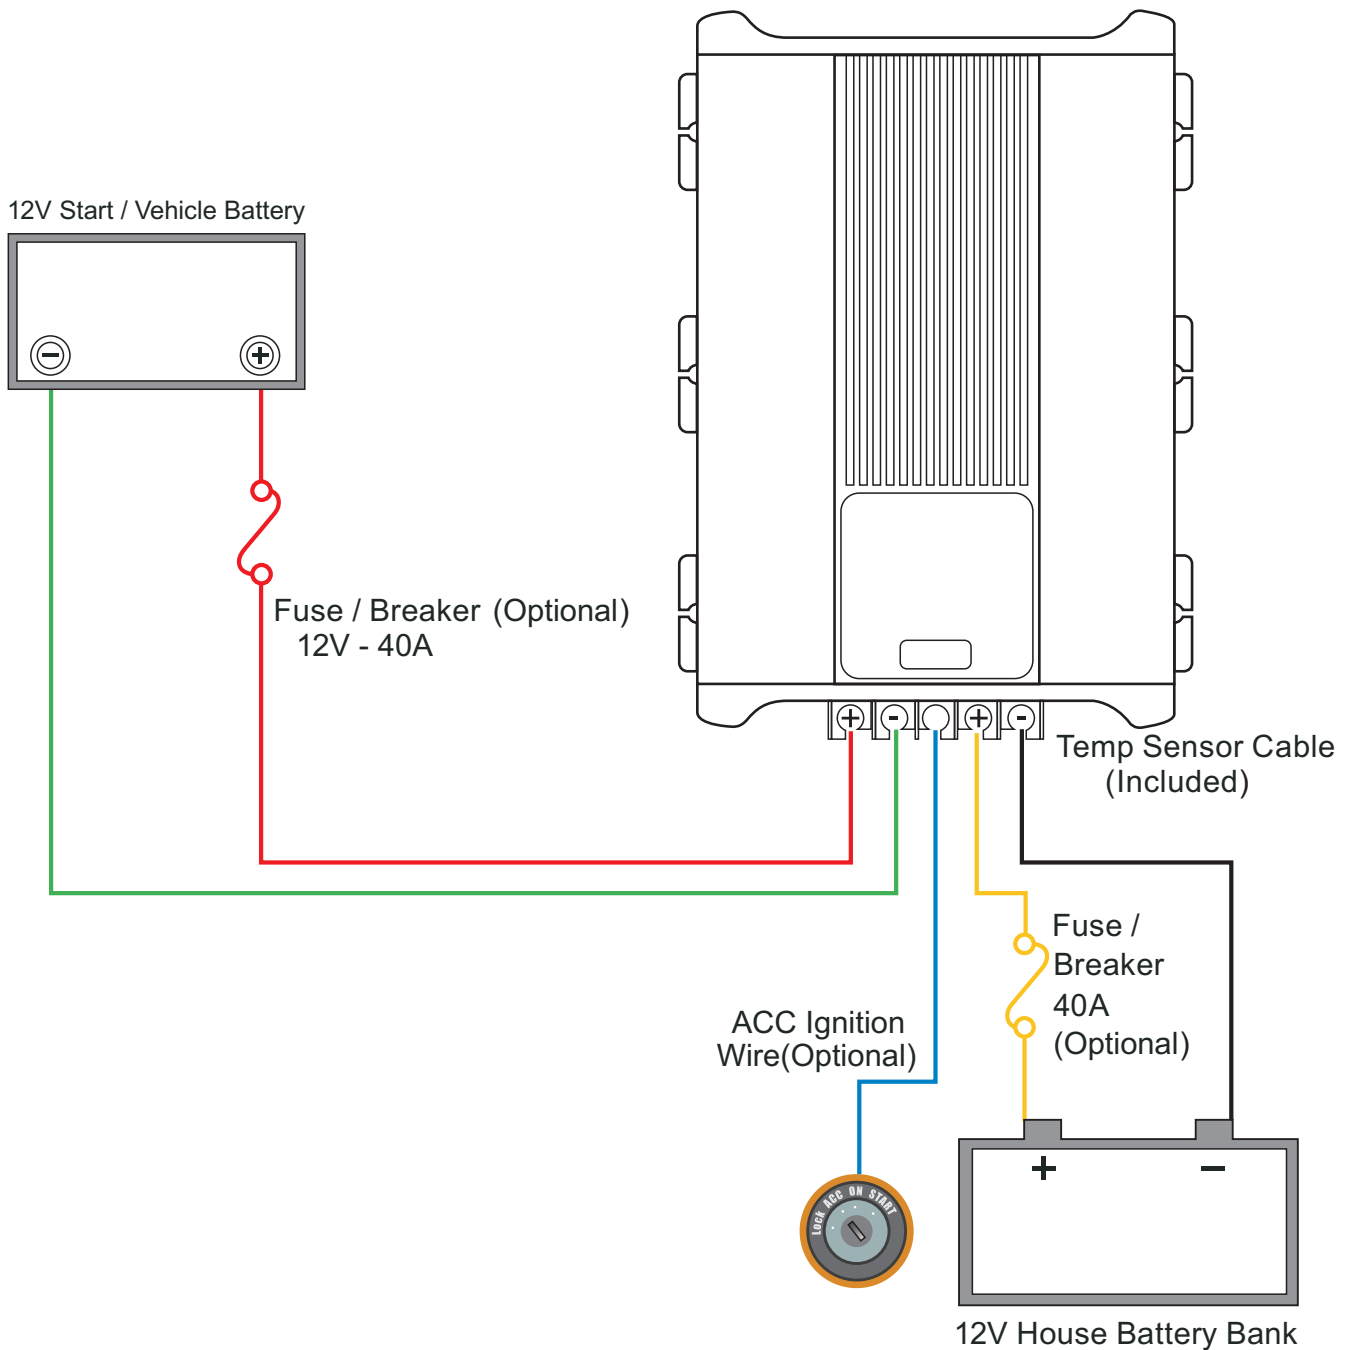 12V Start / Vehicle Battery
− +
Fuse / Breaker (Optional)
12V - 40A
+ - + -
Temp Sensor Cable
(Included)
Fuse /
Breaker
40A
(Optional)
ACC Ignition
Wire(Optional)
Lock ACC ON START
+ −
12V House Battery Bank